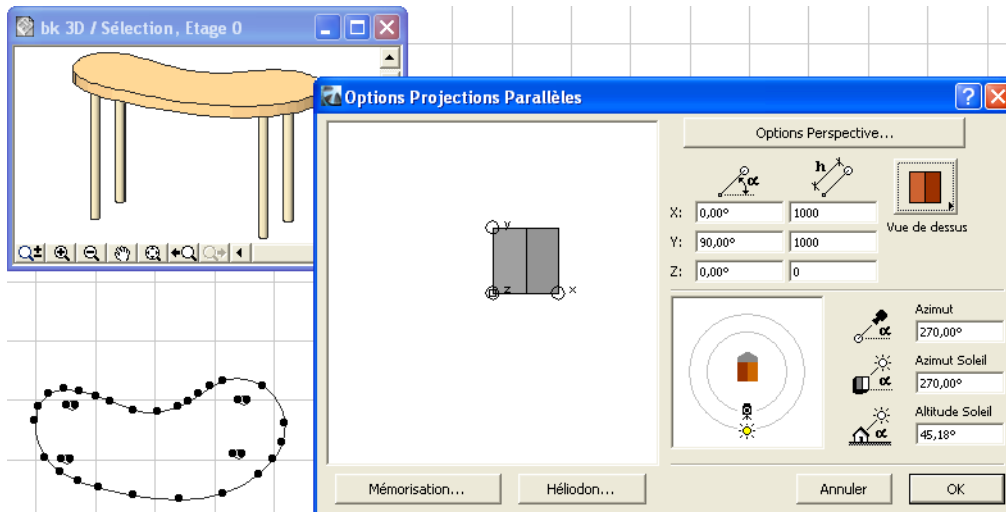 bk 3D / Sélection, Etage 0
Options Projections Parallèles
Options Perspective...
α
h
X: 0,00° 1000
Y: 90,00° 1000
Z: 0,00° 0
Vue de dessus
y
z
x
Azimut
α
270,00°
Azimut Soleil
α
270,00°
Altitude Soleil
α
45,18°
Mémorisation...
Héliodon...
Annuler
OK